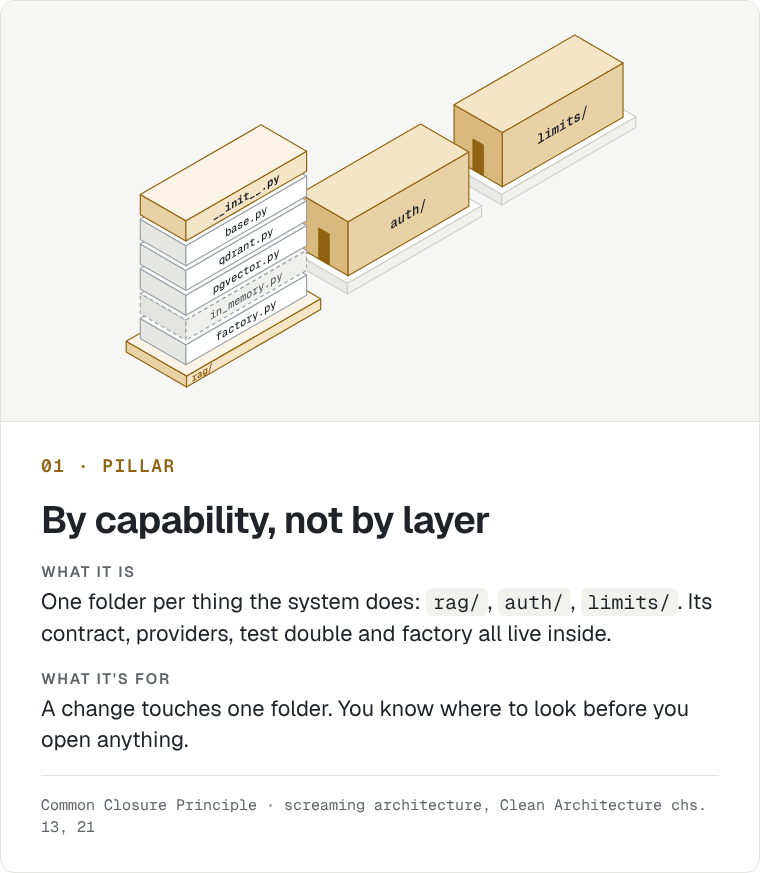 limits/
auth/
__init__.py
base.py
qdrant.py
pgvector.py
in_memory.py
factory.py
rag/
01 · PILLAR
By capability, not by layer
WHAT IT IS
One folder per thing the system does: rag/, auth/, limits/. Its
contract, providers, test double and factory all live inside.
WHAT IT'S FOR
A change touches one folder. You know where to look before you
open anything.
Common Closure Principle · screaming architecture, Clean Architecture chs.
13, 21